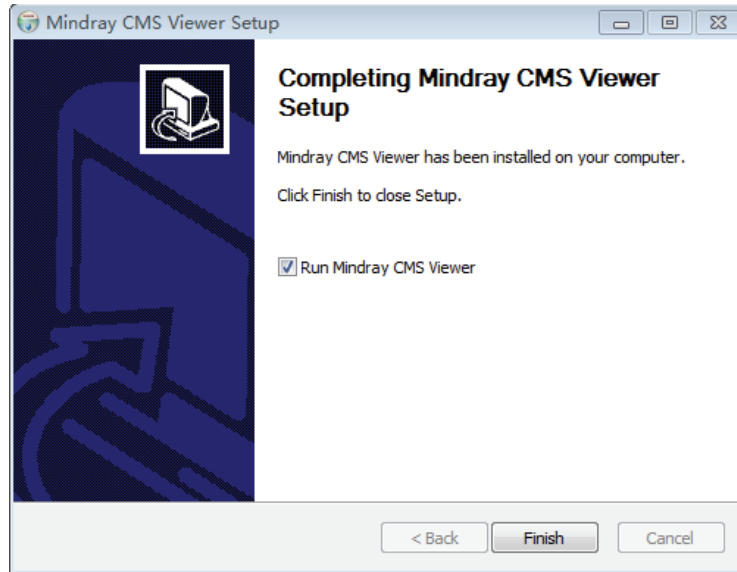 Mindray CMS Viewer Setup
Completing Mindray CMS Viewer
Setup
Mindray CMS Viewer has been installed on your computer.
Click Finish to close Setup.
Run Mindray CMS Viewer
< Back Finish Cancel